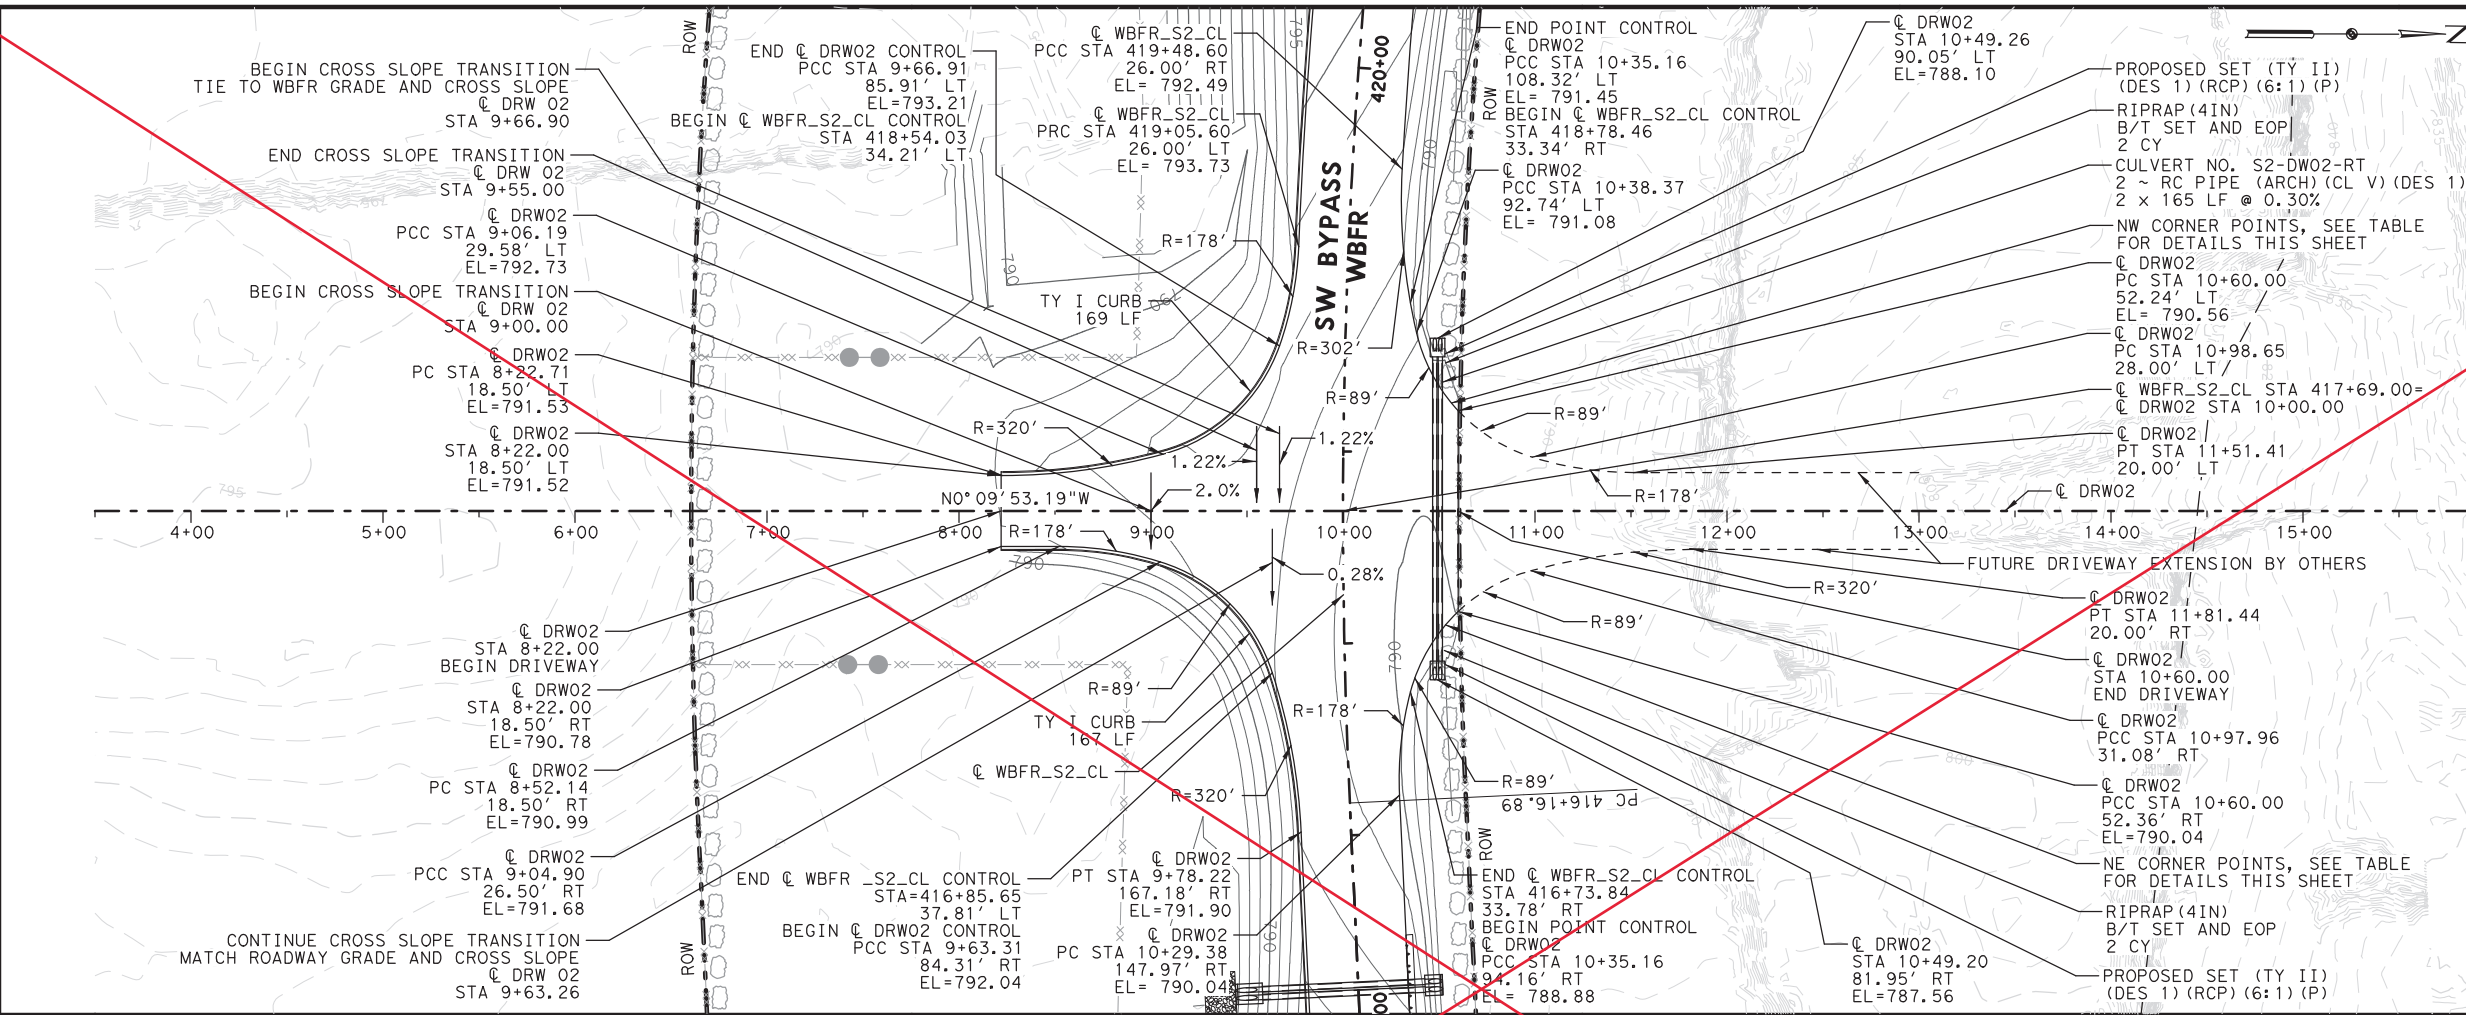 ROW
BEGIN CROSS SLOPE TRANSITION
TIE TO WBFR GRADE AND CROSS SLOPE
℄ DRW 02
STA 9+66.90
END CROSS SLOPE TRANSITION
℄ DRW 02
STA 9+55.00
℄ DRW02
PCC STA 9+06.19
29.58' LT
EL=792.73
BEGIN CROSS SLOPE TRANSITION
℄ DRW 02
STA 9+00.00
℄ DRW02
PC STA 8+22.71
18.50' LT
EL=791.53
℄ DRW02
STA 8+22.00
18.50' LT
EL=791.52
END ℄ DRW02 CONTROL
PCC STA 9+66.91
85.91' LT
EL=793.21
BEGIN ℄ WBFR_S2_CL CONTROL
STA 418+54.03
34.21' LT
℄ WBFR_S2_CL
PCC STA 419+48.60
26.00' RT
EL= 792.49
℄ WBFR_S2_CL
PRC STA 419+05.60
26.00' LT
EL= 793.73
795
420+00
SW BYPASS
WBFR
790
ROW
END POINT CONTROL
℄ DRW02
PCC STA 10+35.16
108.32' LT
EL= 791.45
BEGIN ℄ WBFR_S2_CL CONTROL
STA 418+78.46
33.34' RT
℄ DRW02
PCC STA 10+38.37
92.74' LT
EL= 791.08
℄ DRW02
STA 10+49.26
90.05' LT
EL=788.10
N
PROPOSED SET (TY II)
(DES 1)(RCP)(6:1)(P)
RIPRAP(4IN)
B/T SET AND EOP
2 CY
CULVERT NO. S2-DW02-RT
2 ~ RC PIPE (ARCH)(CL V)(DES 1)
2 x 165 LF @ 0.30%
NW CORNER POINTS, SEE TABLE
FOR DETAILS THIS SHEET
℄ DRW02
PC STA 10+60.00
52.24' LT
EL= 790.56
℄ DRW02
PC STA 10+98.65
28.00' LT
℄ WBFR_S2_CL STA 417+69.00=
℄ DRW02 STA 10+00.00
℄ DRW02
PT STA 11+51.41
20.00' LT
℄ DRW02
R=178'
790
TY I CURB
169 LF
R=302'
R=89'
R=89'
R=320'
1.22%
1.22%
2.0%
R=178'
795
790
N0°09'53.19"W
4+00
5+00
6+00
7+00
8+00
9+00
10+00
11+00
12+00
13+00
14+00
15+00
R=178'
790
0.28%
FUTURE DRIVEWAY EXTENSION BY OTHERS
R=320'
R=89'
℄ DRW02
STA 8+22.00
BEGIN DRIVEWAY
℄ DRW02
STA 8+22.00
18.50' RT
EL=790.78
℄ DRW02
PC STA 8+52.14
18.50' RT
EL=790.99
℄ DRW02
PCC STA 9+04.90
26.50' RT
EL=791.68
CONTINUE CROSS SLOPE TRANSITION
MATCH ROADWAY GRADE AND CROSS SLOPE
℄ DRW 02
STA 9+63.26
ROW
R=89'
TY I CURB
167 LF
℄ WBFR_S2_CL
R=320'
R=178'
790
R=89'
PC 416+16.89
END ℄ WBFR _S2_CL CONTROL
STA=416+85.65
37.81' LT
BEGIN ℄ DRW02 CONTROL
PCC STA 9+63.31
84.31' RT
EL=792.04
℄ DRW02
PT STA 9+78.22
167.18' RT
EL=791.90
℄ DRW02
PC STA 10+29.38
147.97' RT
EL= 790.04
790
ROW
END ℄ WBFR_S2_CL CONTROL
STA 416+73.84
33.78' RT
BEGIN POINT CONTROL
℄ DRW02
PCC STA 10+35.16
94.16' RT
EL= 788.88
℄ DRW02
STA 10+49.20
81.95' RT
EL=787.56
℄ DRW02
PT STA 11+81.44
20.00' RT
℄ DRW02
STA 10+60.00
END DRIVEWAY
℄ DRW02
PCC STA 10+97.96
31.08' RT
℄ DRW02
PCC STA 10+60.00
52.36' RT
EL=790.04
NE CORNER POINTS, SEE TABLE
FOR DETAILS THIS SHEET
RIPRAP(4IN)
B/T SET AND EOP
2 CY
PROPOSED SET (TY II)
(DES 1)(RCP)(6:1)(P)